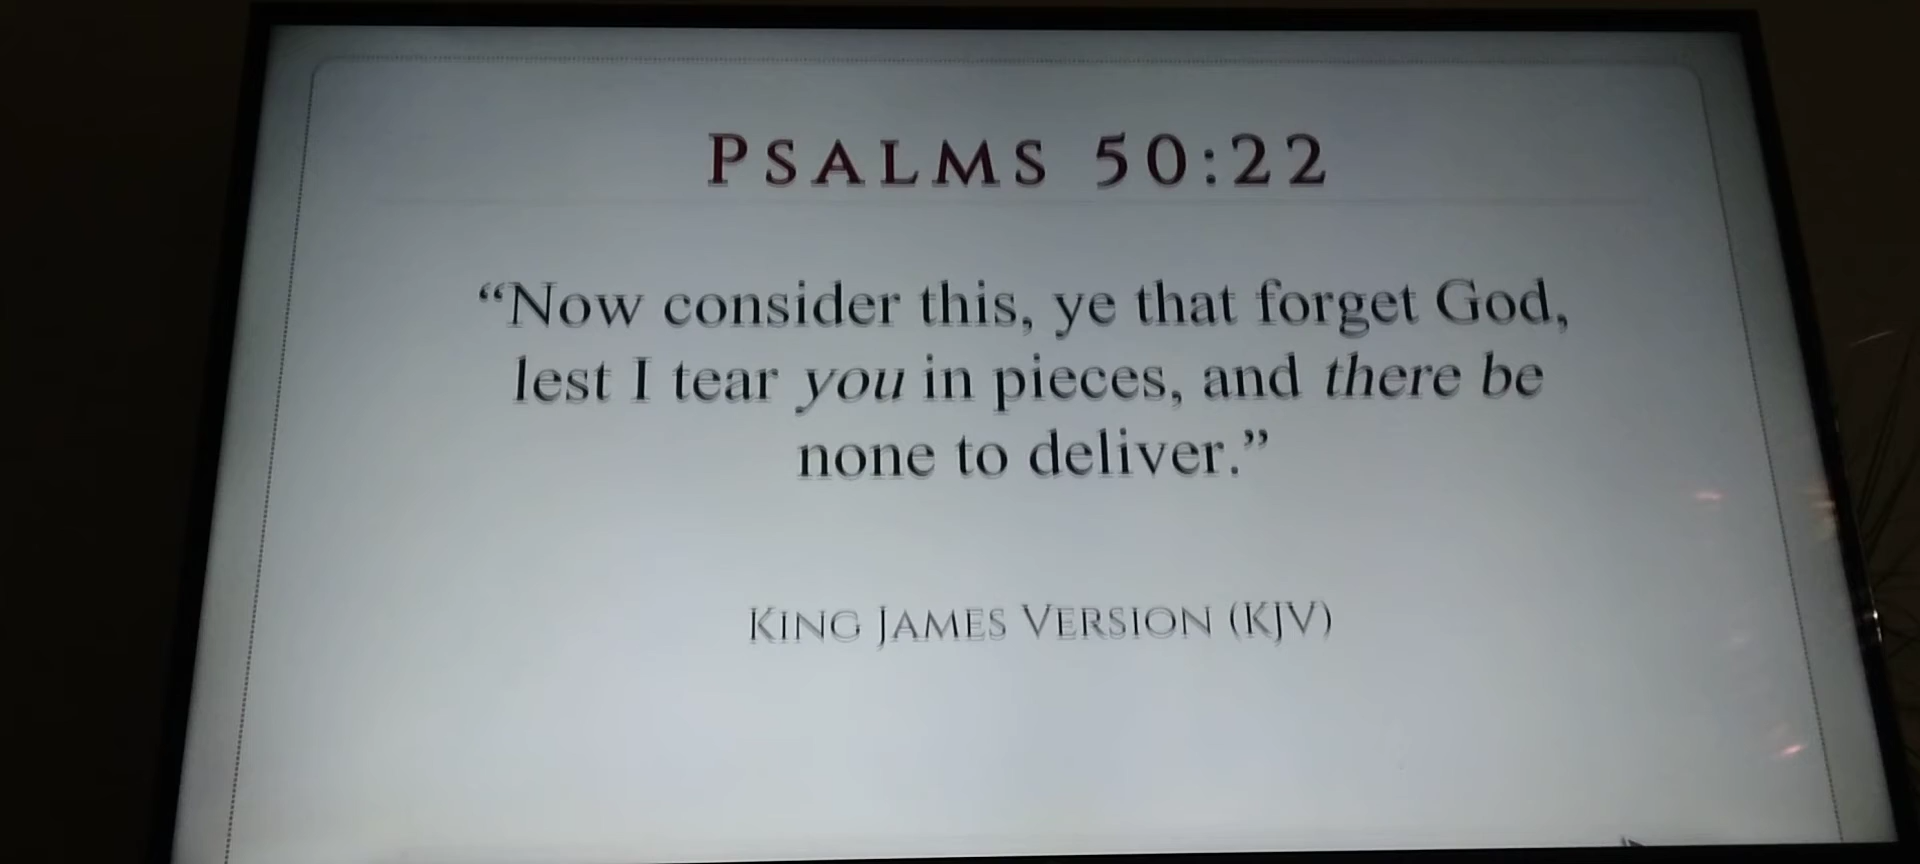 PSALMS 50:22
“Now consider this, ye that forget God,
lest I tear you in pieces, and there be
none to deliver.”
KING JAMES VERSION (KJV)